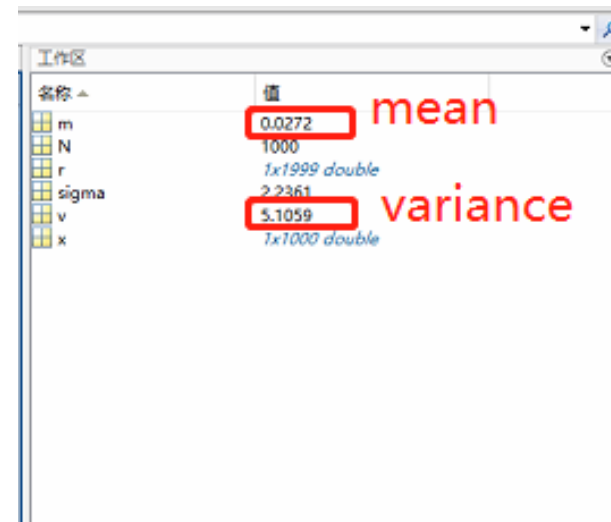 工作区
名称 值
m 0.0272 mean
N 1000
r 1x1999 double
sigma 2.2361
v 5.1059 variance
x 1x1000 double